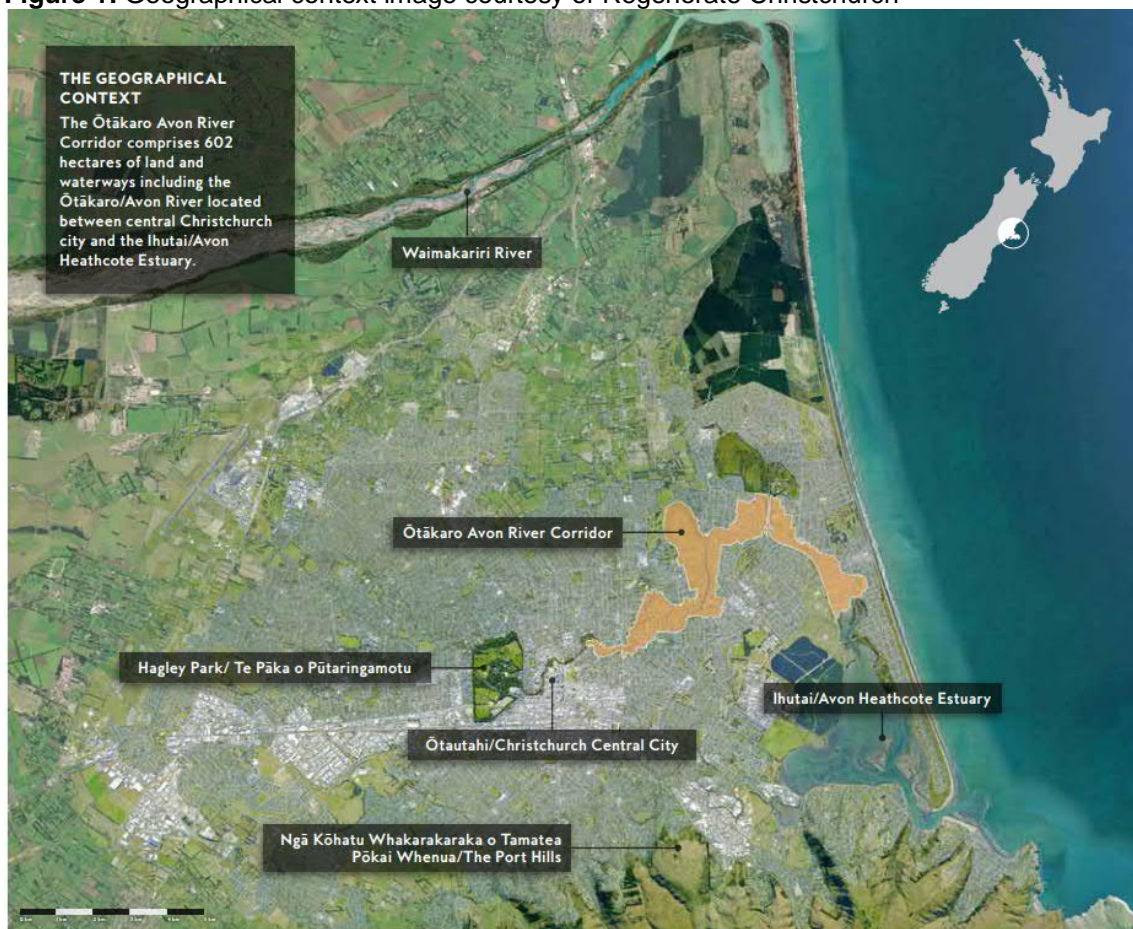 Figure 1: Geographical context image courtesy of Regenerate Christchurch
THE GEOGRAPHICAL
CONTEXT
The Ōtākaro Avon River
Corridor comprises 602
hectares of land and
waterways including the
Ōtākaro/Avon River located
between central Christchurch
city and the Ihutai/Avon
Heathcote Estuary.
Waimakariri River
Ōtākaro Avon River Corridor
Hagley Park/ Te Pāka o Pūtaringamotu
Ihutai/Avon Heathcote Estuary
Ōtautahi/Christchurch Central City
Ngā Kōhatu Whakarakaraka o Tamatea
Pōkai Whenua/The Port Hills